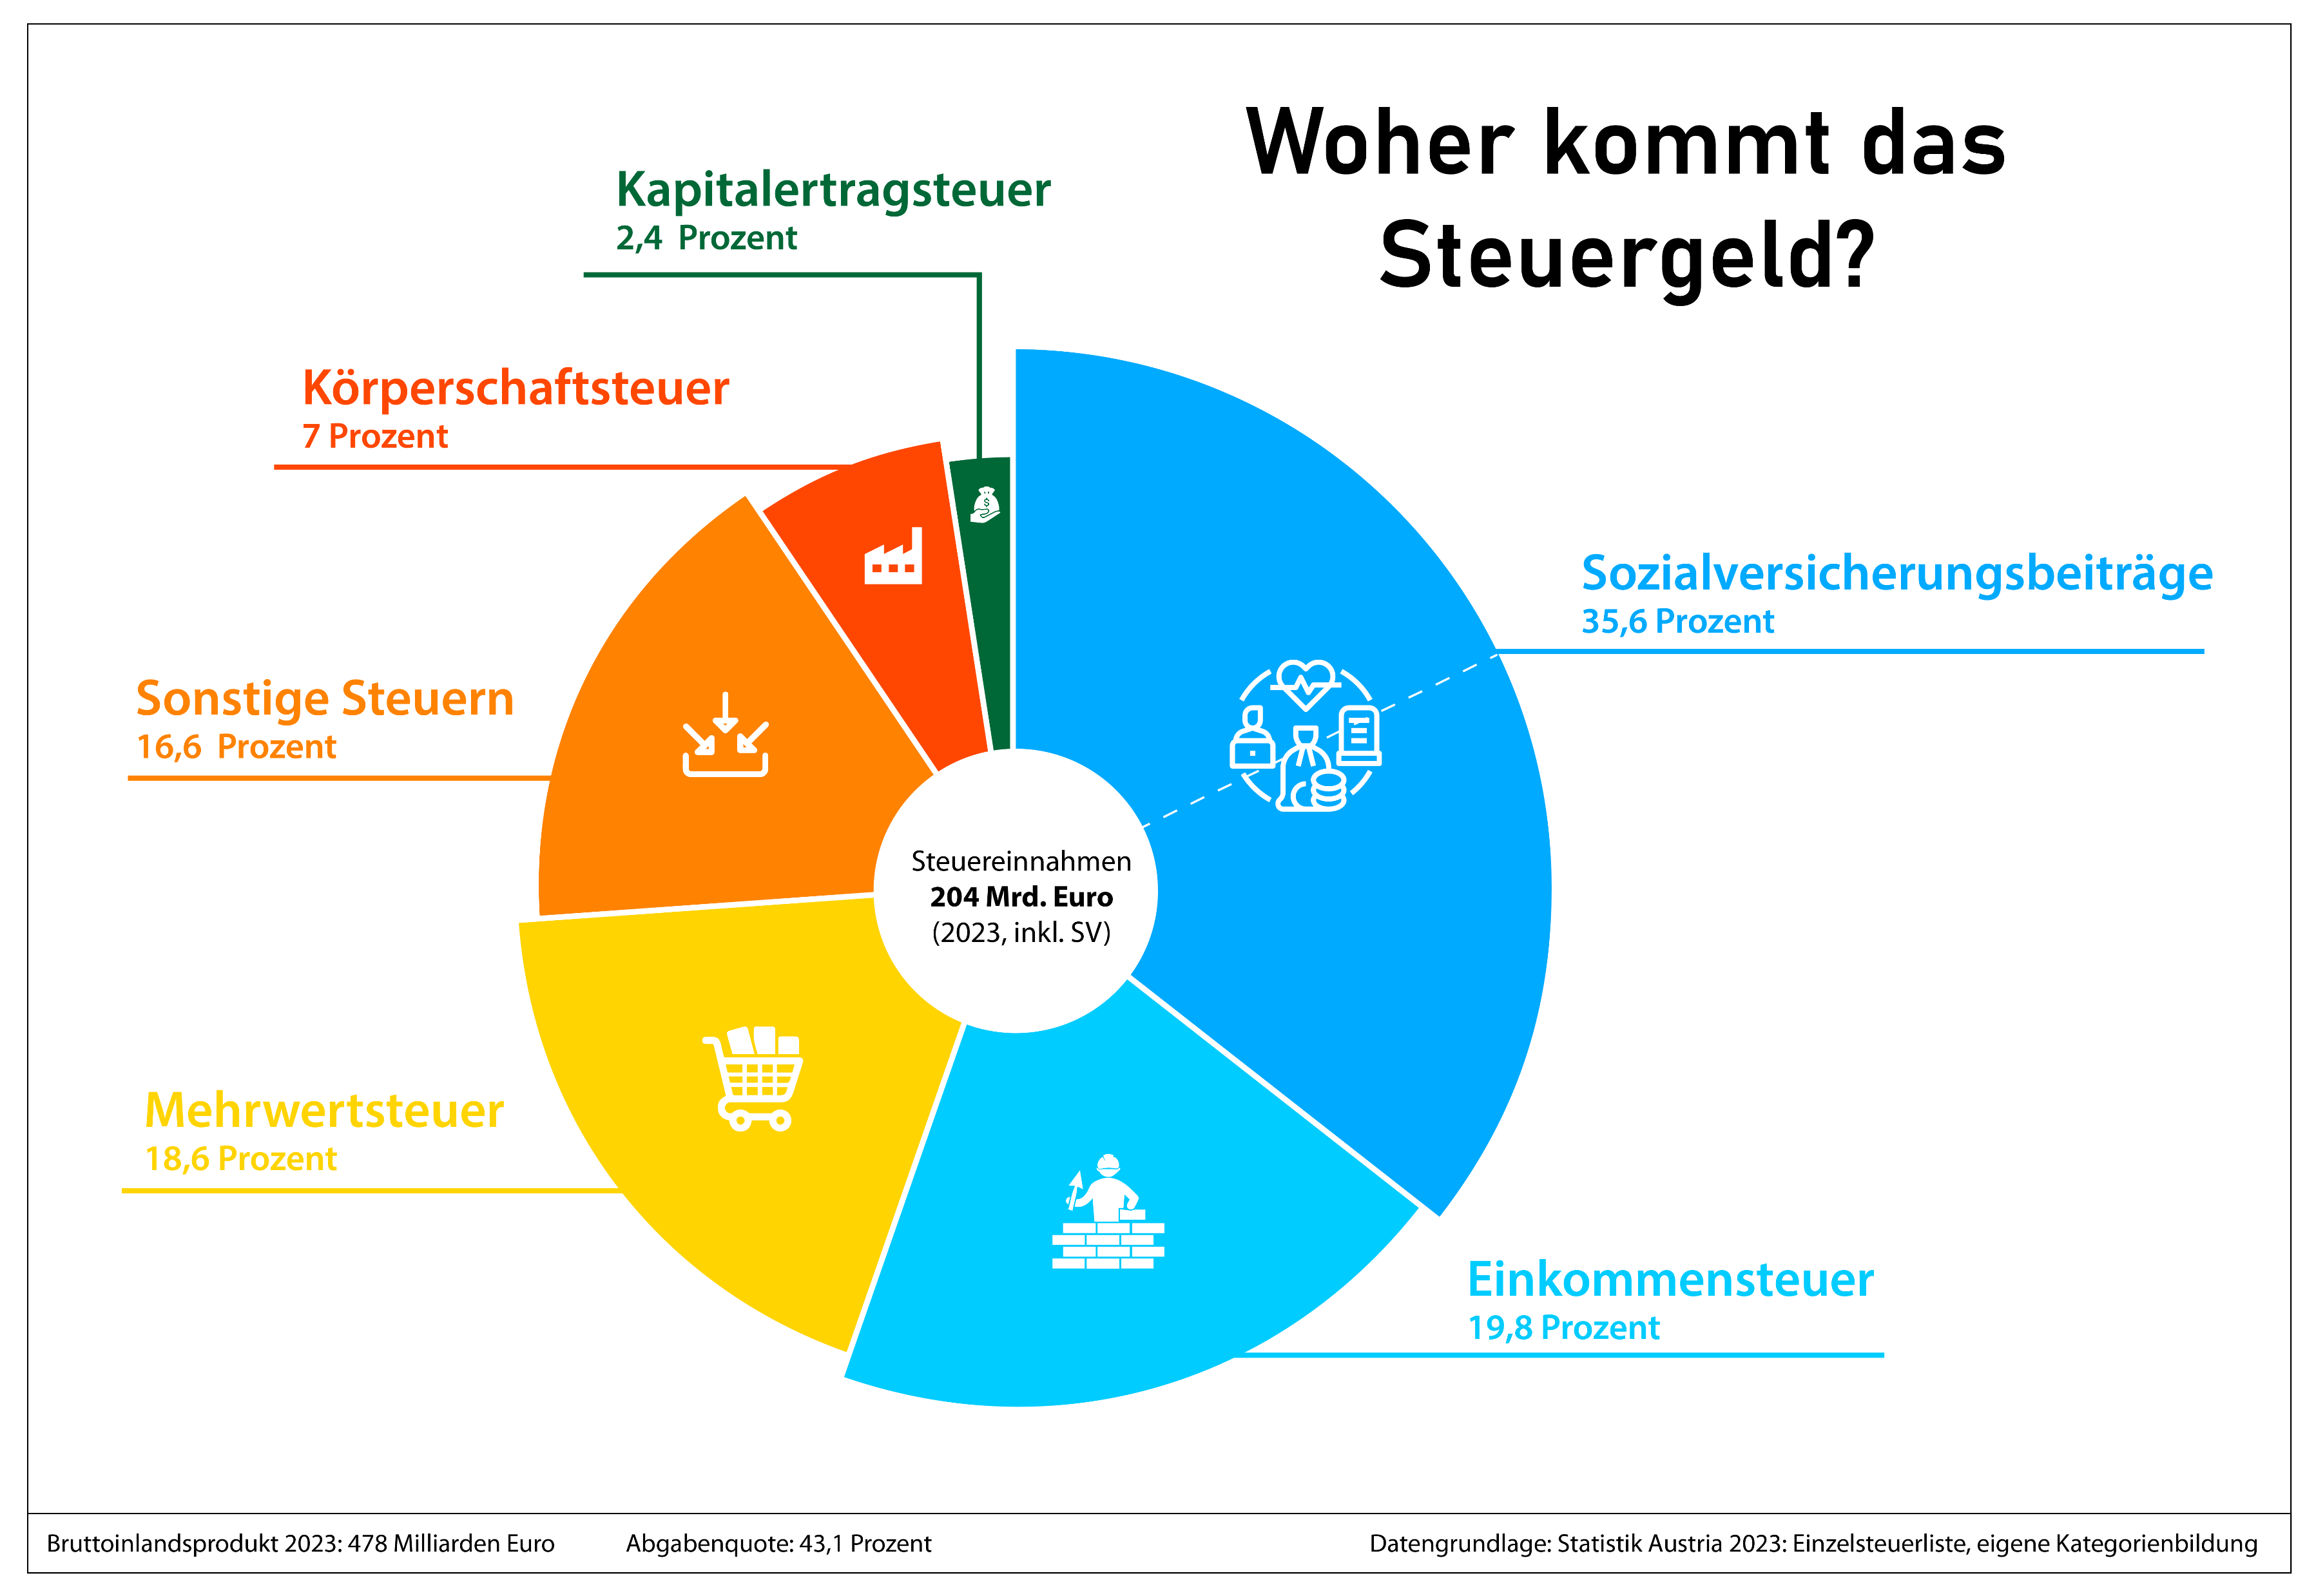 Woher kommt das
Steuergeld?
Kapitalertragsteuer
2,4 Prozent
Körperschaftsteuer
7 Prozent
Sozialversicherungsbeiträge
35,6 Prozent
Sonstige Steuern
16,6 Prozent
Steuereinnahmen
204 Mrd. Euro
(2023, inkl. SV)
Mehrwertsteuer
18,6 Prozent
Einkommensteuer
19,8 Prozent
Bruttoinlandsprodukt 2023: 478 Milliarden Euro Abgabenquote: 43,1 Prozent Datengrundlage: Statistik Austria 2023: Einzelsteuerliste, eigene Kategorienbildung